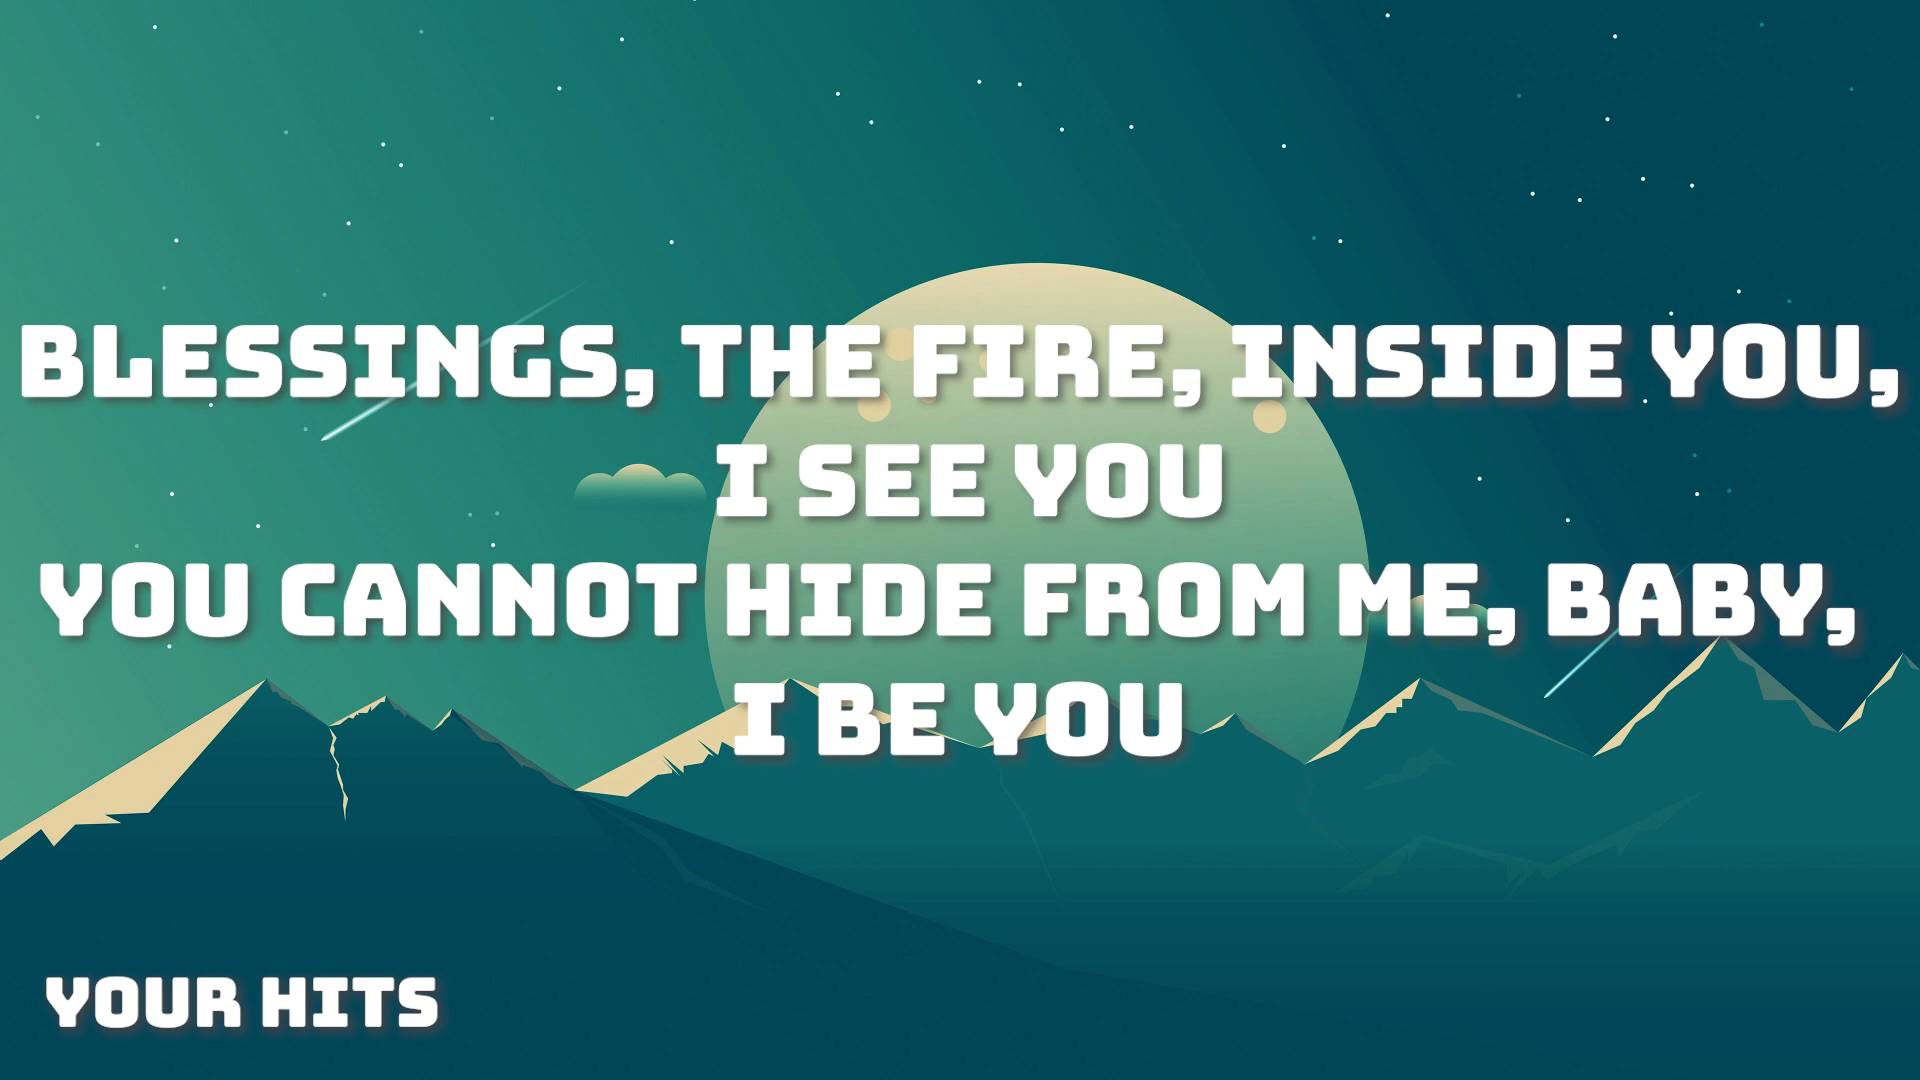 BLESSINGS, THE FIRE, INSIDE YOU,
I SEE YOU
YOU CANNOT HIDE FROM ME, BABY,
I BE YOU
YOUR HITS